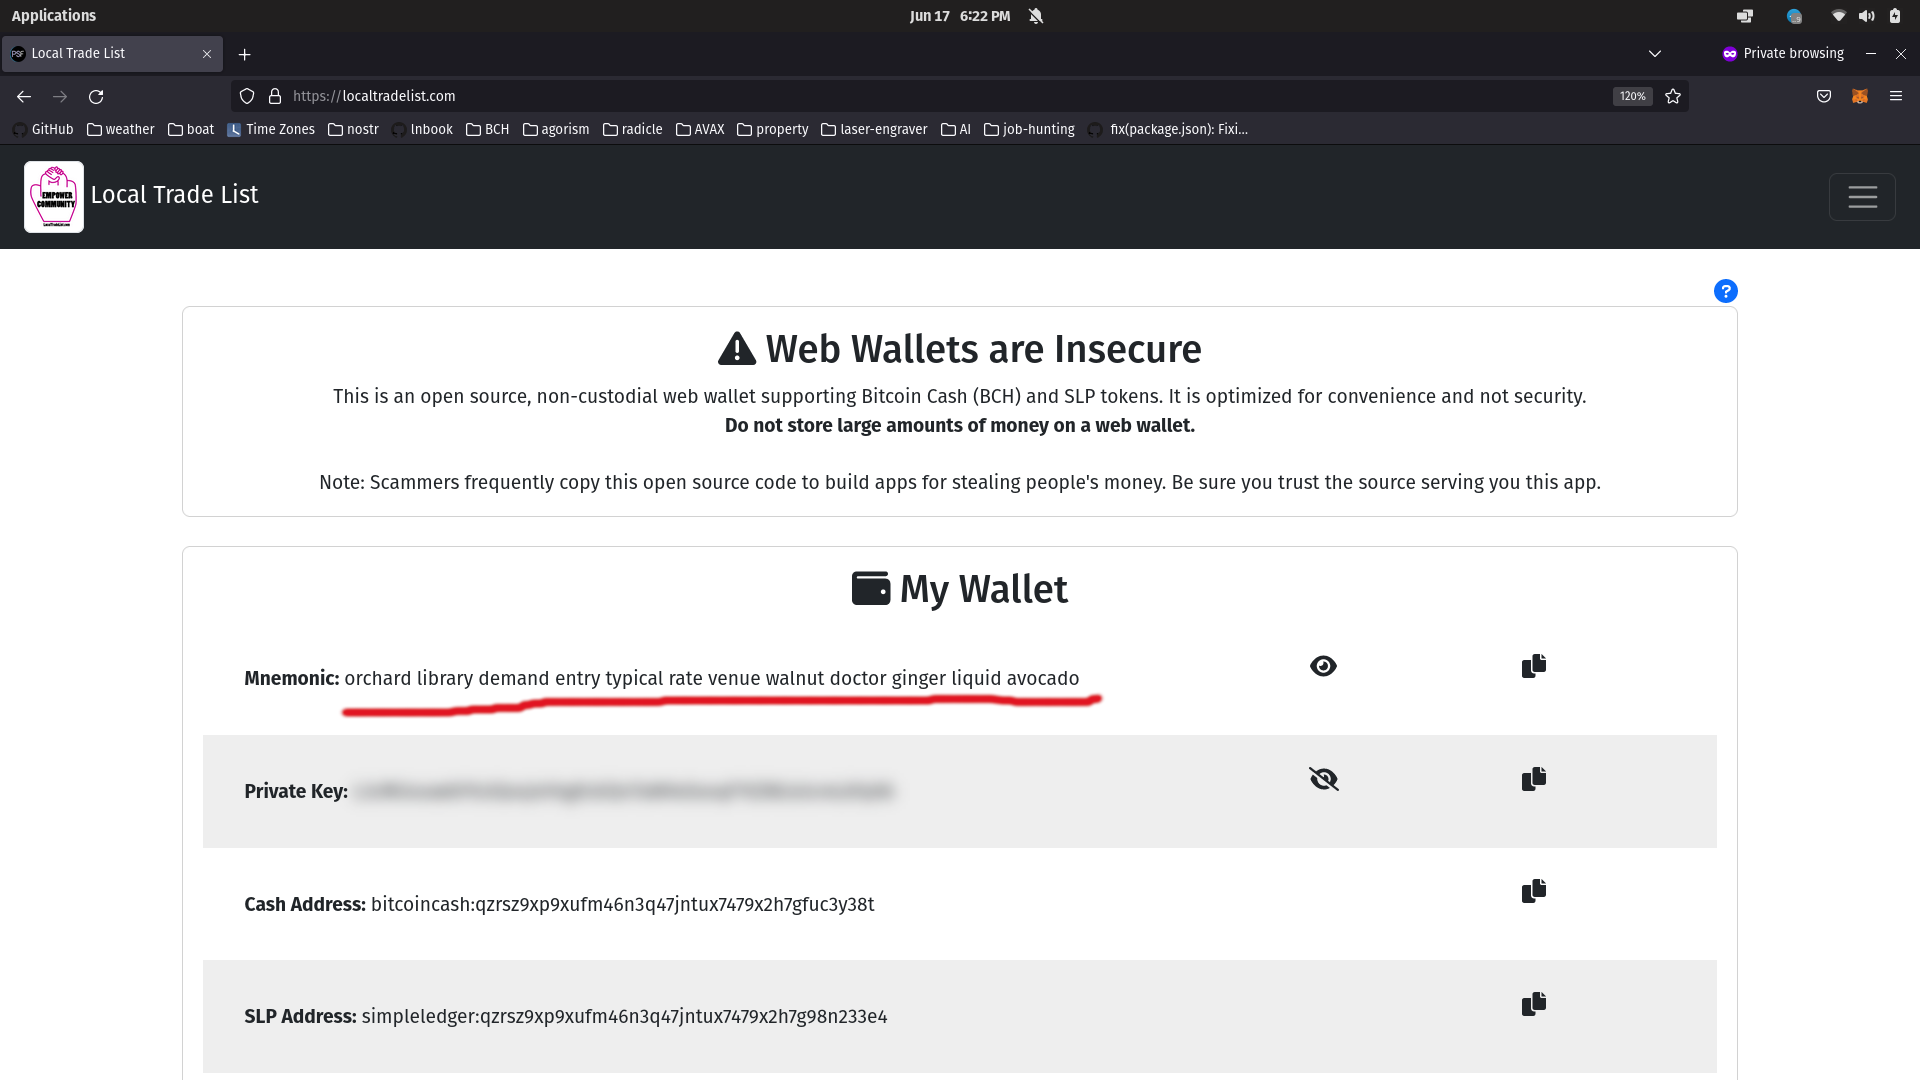 Applications
Jun 17 6:22 PM
Local Trade List
Private browsing
https://localtradelist.com
120%
GitHub weather boat Time Zones nostr lnbook BCH agorism radicle AVAX property laser-engraver AI job-hunting fix(package.json): Fixi...
EMPOWER
COMMUNITY
Local Trade List
?
Web Wallets are Insecure
This is an open source, non-custodial web wallet supporting Bitcoin Cash (BCH) and SLP tokens. It is optimized for convenience and not security.
Do not store large amounts of money on a web wallet.
Note: Scammers frequently copy this open source code to build apps for stealing people's money. Be sure you trust the source serving you this app.
My Wallet
Mnemonic: orchard library demand entry typical rate venue walnut doctor ginger liquid avocado
Private Key:
Cash Address: bitcoincash:qzrsz9xp9xufm46n3q47jntux7479x2h7gfuc3y38t
SLP Address: simpleledger:qzrsz9xp9xufm46n3q47jntux7479x2h7g98n233e4